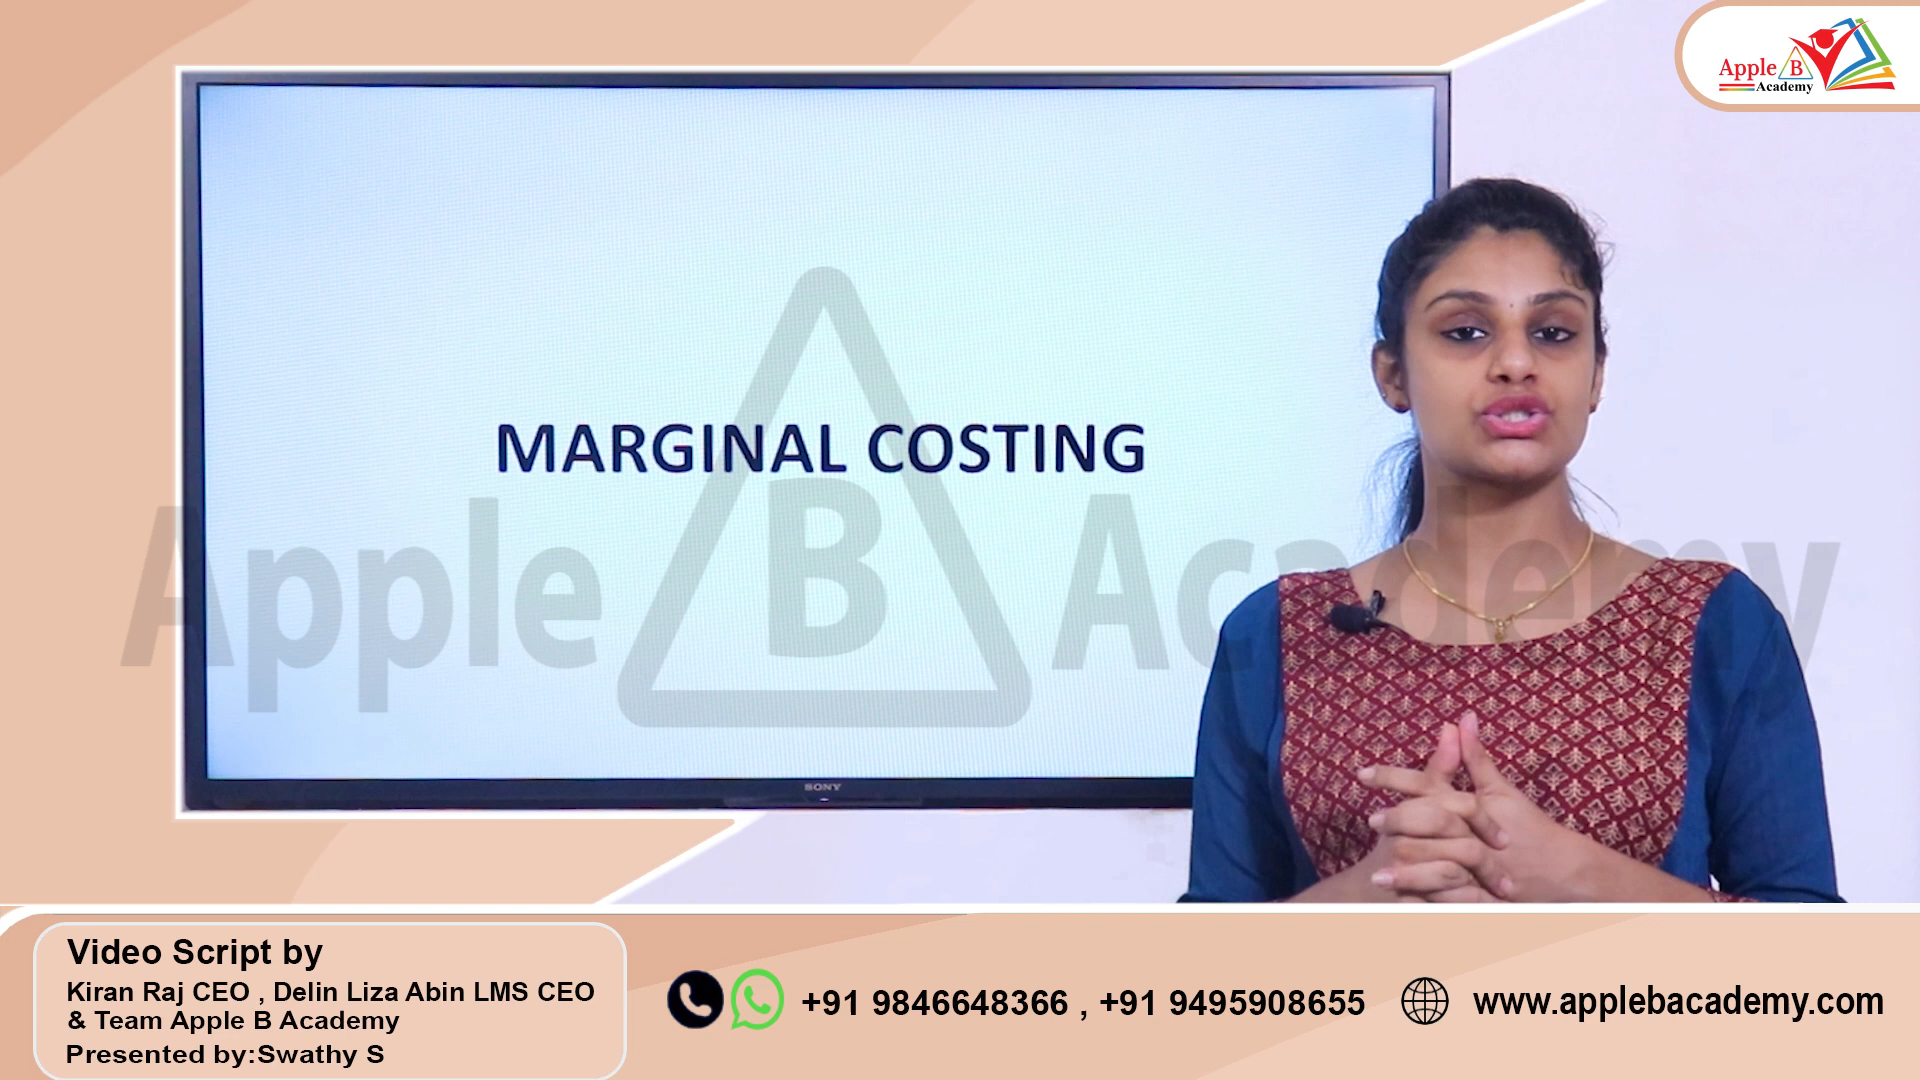 Apple B
Academy
MARGINAL COSTING
Apple B Academy
SONY
Video Script by
Kiran Raj CEO , Delin Liza Abin LMS CEO
& Team Apple B Academy
Presented by:Swathy S
+91 9846648366 , +91 9495908655
www.applebacademy.com